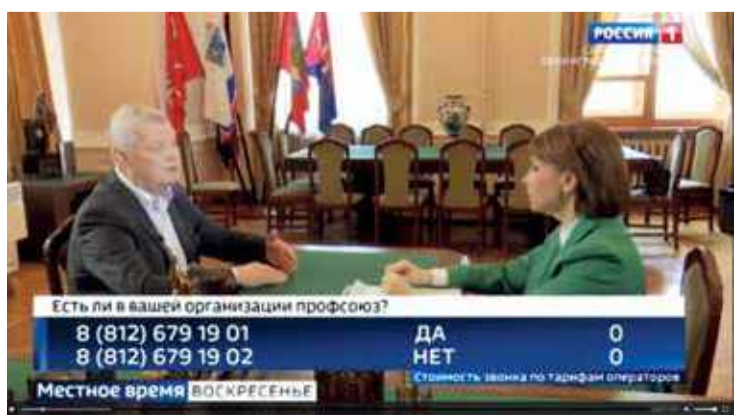 РОССИЯ 1
Есть ли в вашей организации профсоюз?
8 (812) 679 19 01 ДА 0
8 (812) 679 19 02 НЕТ 0
Стоимость звонка по тарифам операторов
Местное время ВОСКРЕСЕНЬЕ